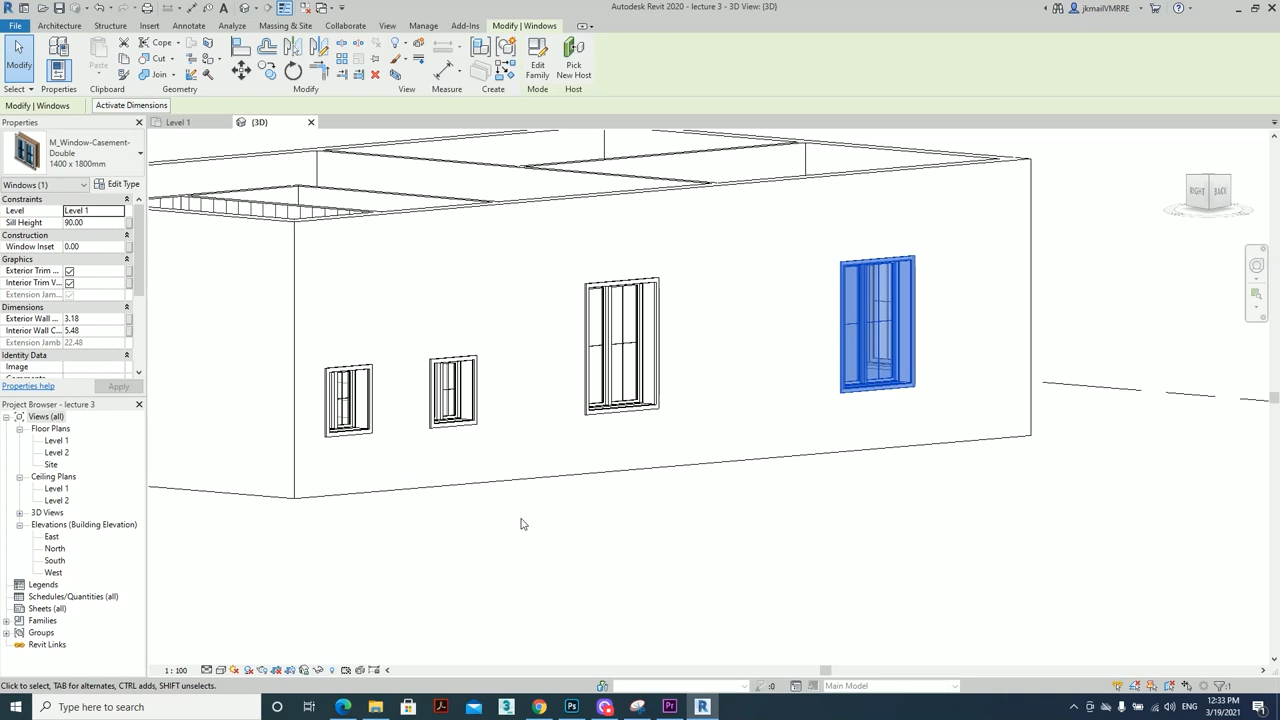 Autodesk Revit 2020 - lecture 3 - 3D View: {3D}
jkmailVMRRE
File
Architecture
Structure
Insert
Annotate
Analyze
Massing & Site
Collaborate
View
Manage
Add-Ins
Modify | Windows
Modify
Paste
Cope
Cut
Join
Edit Family
Pick New Host
Select
Properties
Clipboard
Geometry
Modify
View
Measure
Create
Mode
Host
Modify | Windows
Activate Dimensions
Properties
Level 1
{3D}
M_Window-Casement-
Double
1400 x 1800mm
Windows (1)
Edit Type
Constraints
Level Level 1
Sill Height 90.00
Construction
Window Inset 0.00
Graphics
Exterior Trim ...
Interior Trim V...
Extension Jam...
Dimensions
Exterior Wall ... 3.18
Interior Wall C... 5.48
Extension Jamb 22.48
Identity Data
Image
Properties help
Apply
RIGHT BACK
Project Browser - lecture 3
Views (all)
Floor Plans
Level 1
Level 2
Site
Ceiling Plans
Level 1
Level 2
3D Views
Elevations (Building Elevation)
East
North
South
West
Legends
Schedules/Quantities (all)
Sheets (all)
Families
Groups
Revit Links
1 : 100
Click to select, TAB for alternates, CTRL adds, SHIFT unselects.
:0
Main Model
:1
Type here to search
12:33 PM
3/19/2021